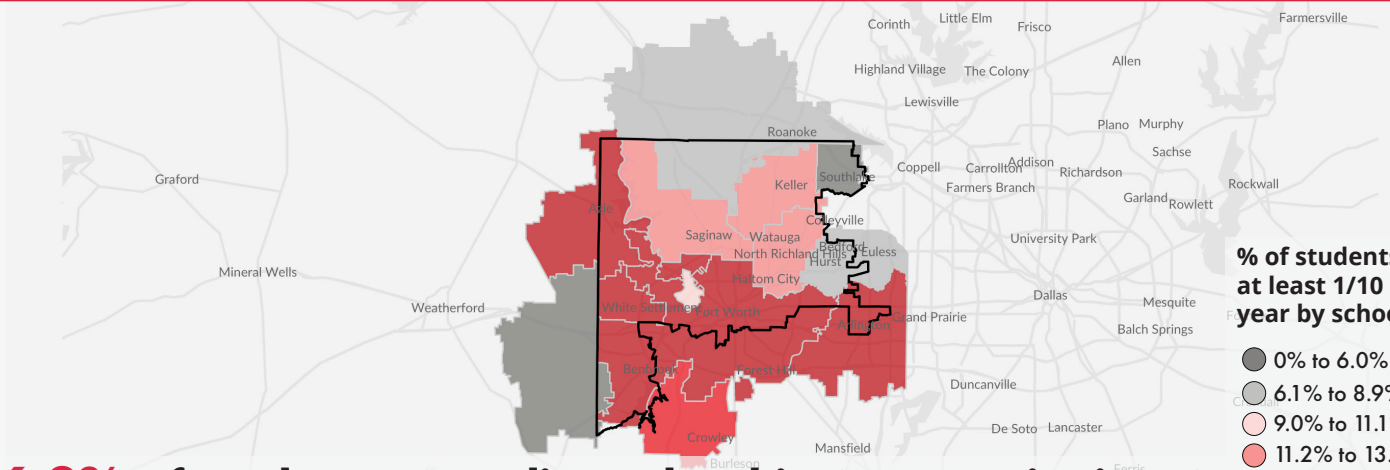 Little Elm
Farmersville
Corinth
Frisco
Allen
Highland Village
The Colony
Lewisville
Plano
Murphy
Roanoke
Sachse
Addison
Coppell
Carrollton
Richardson
Graford
Southlake
Keller
Farmers Branch
Rockwall
Garland
Rowlett
Azle
Colleyville
Saginaw
Watauga
University Park
Bedford
Euless
North Richland Hills
Hurst
Mineral Wells
Haltom City
Dallas
Mesquite
Weatherford
White Settlement
Fort Worth
Grand Prairie
Arlington
Balch Springs
Benbrook
Forest Hill
Duncanville
De Soto
Lancaster
Crowley
Mansfield
Burleson
Ferris
% of students
at least 1/10
year by schoo
0% to 6.0%
6.1% to 8.9%
9.0% to 11.1
11.2% to 13.